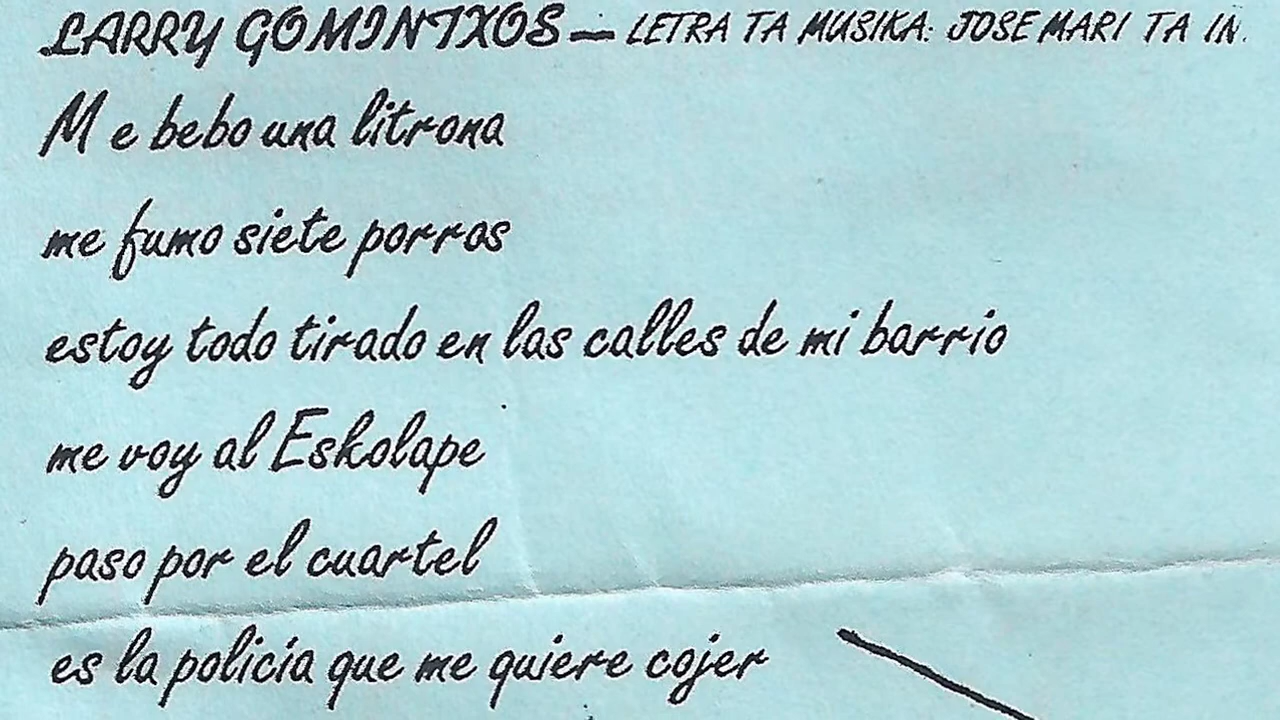 LARRY GOMINTXOS — LETRA TA MUSIKA: JOSE MARI TA IN.
Me bebo una litrona
me fumo siete porros
estoy todo tirado en las calles de mi barrio
me voy al Eskolape
paso por el cuartel
es la policía que me quiere cojer